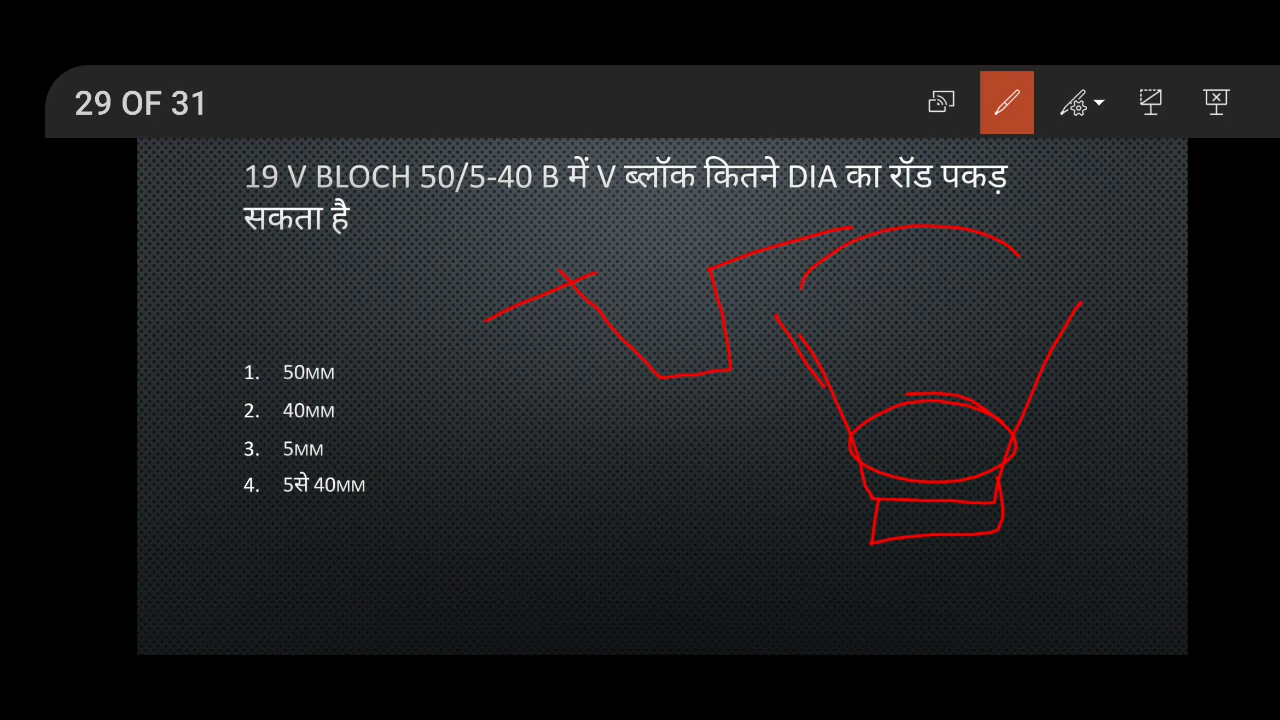 29 OF 31
19 V BLOCH 50/5-40 B में V ब्लॉक कितने DIA का रॉड पकड़
सकता है
1. 50MM
2. 40MM
3. 5MM
4. 5से 40MM